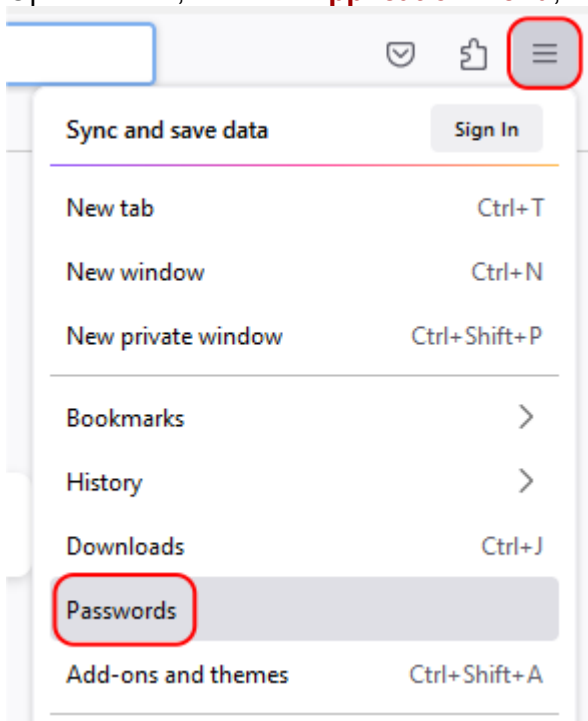 Sync and save data Sign In
New tab Ctrl+T
New window Ctrl+N
New private window Ctrl+Shift+P
Bookmarks
History
Downloads Ctrl+J
Passwords
Add-ons and themes Ctrl+Shift+A